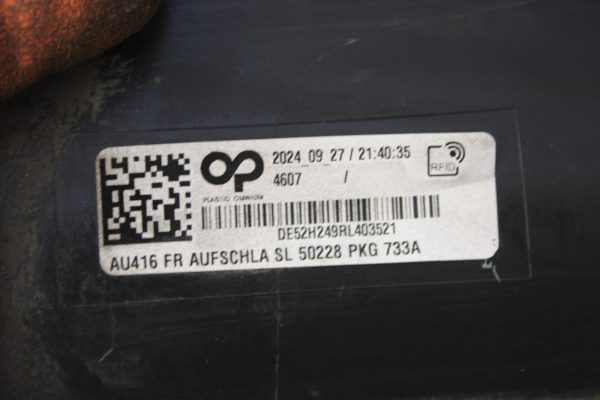 2024_09_27 / 21:40:35
RFID
4607 /
PLASTIC OMNIUM
DE52H249RL403521
AU416 FR AUFSCHLA SL 50228 PKG 733A